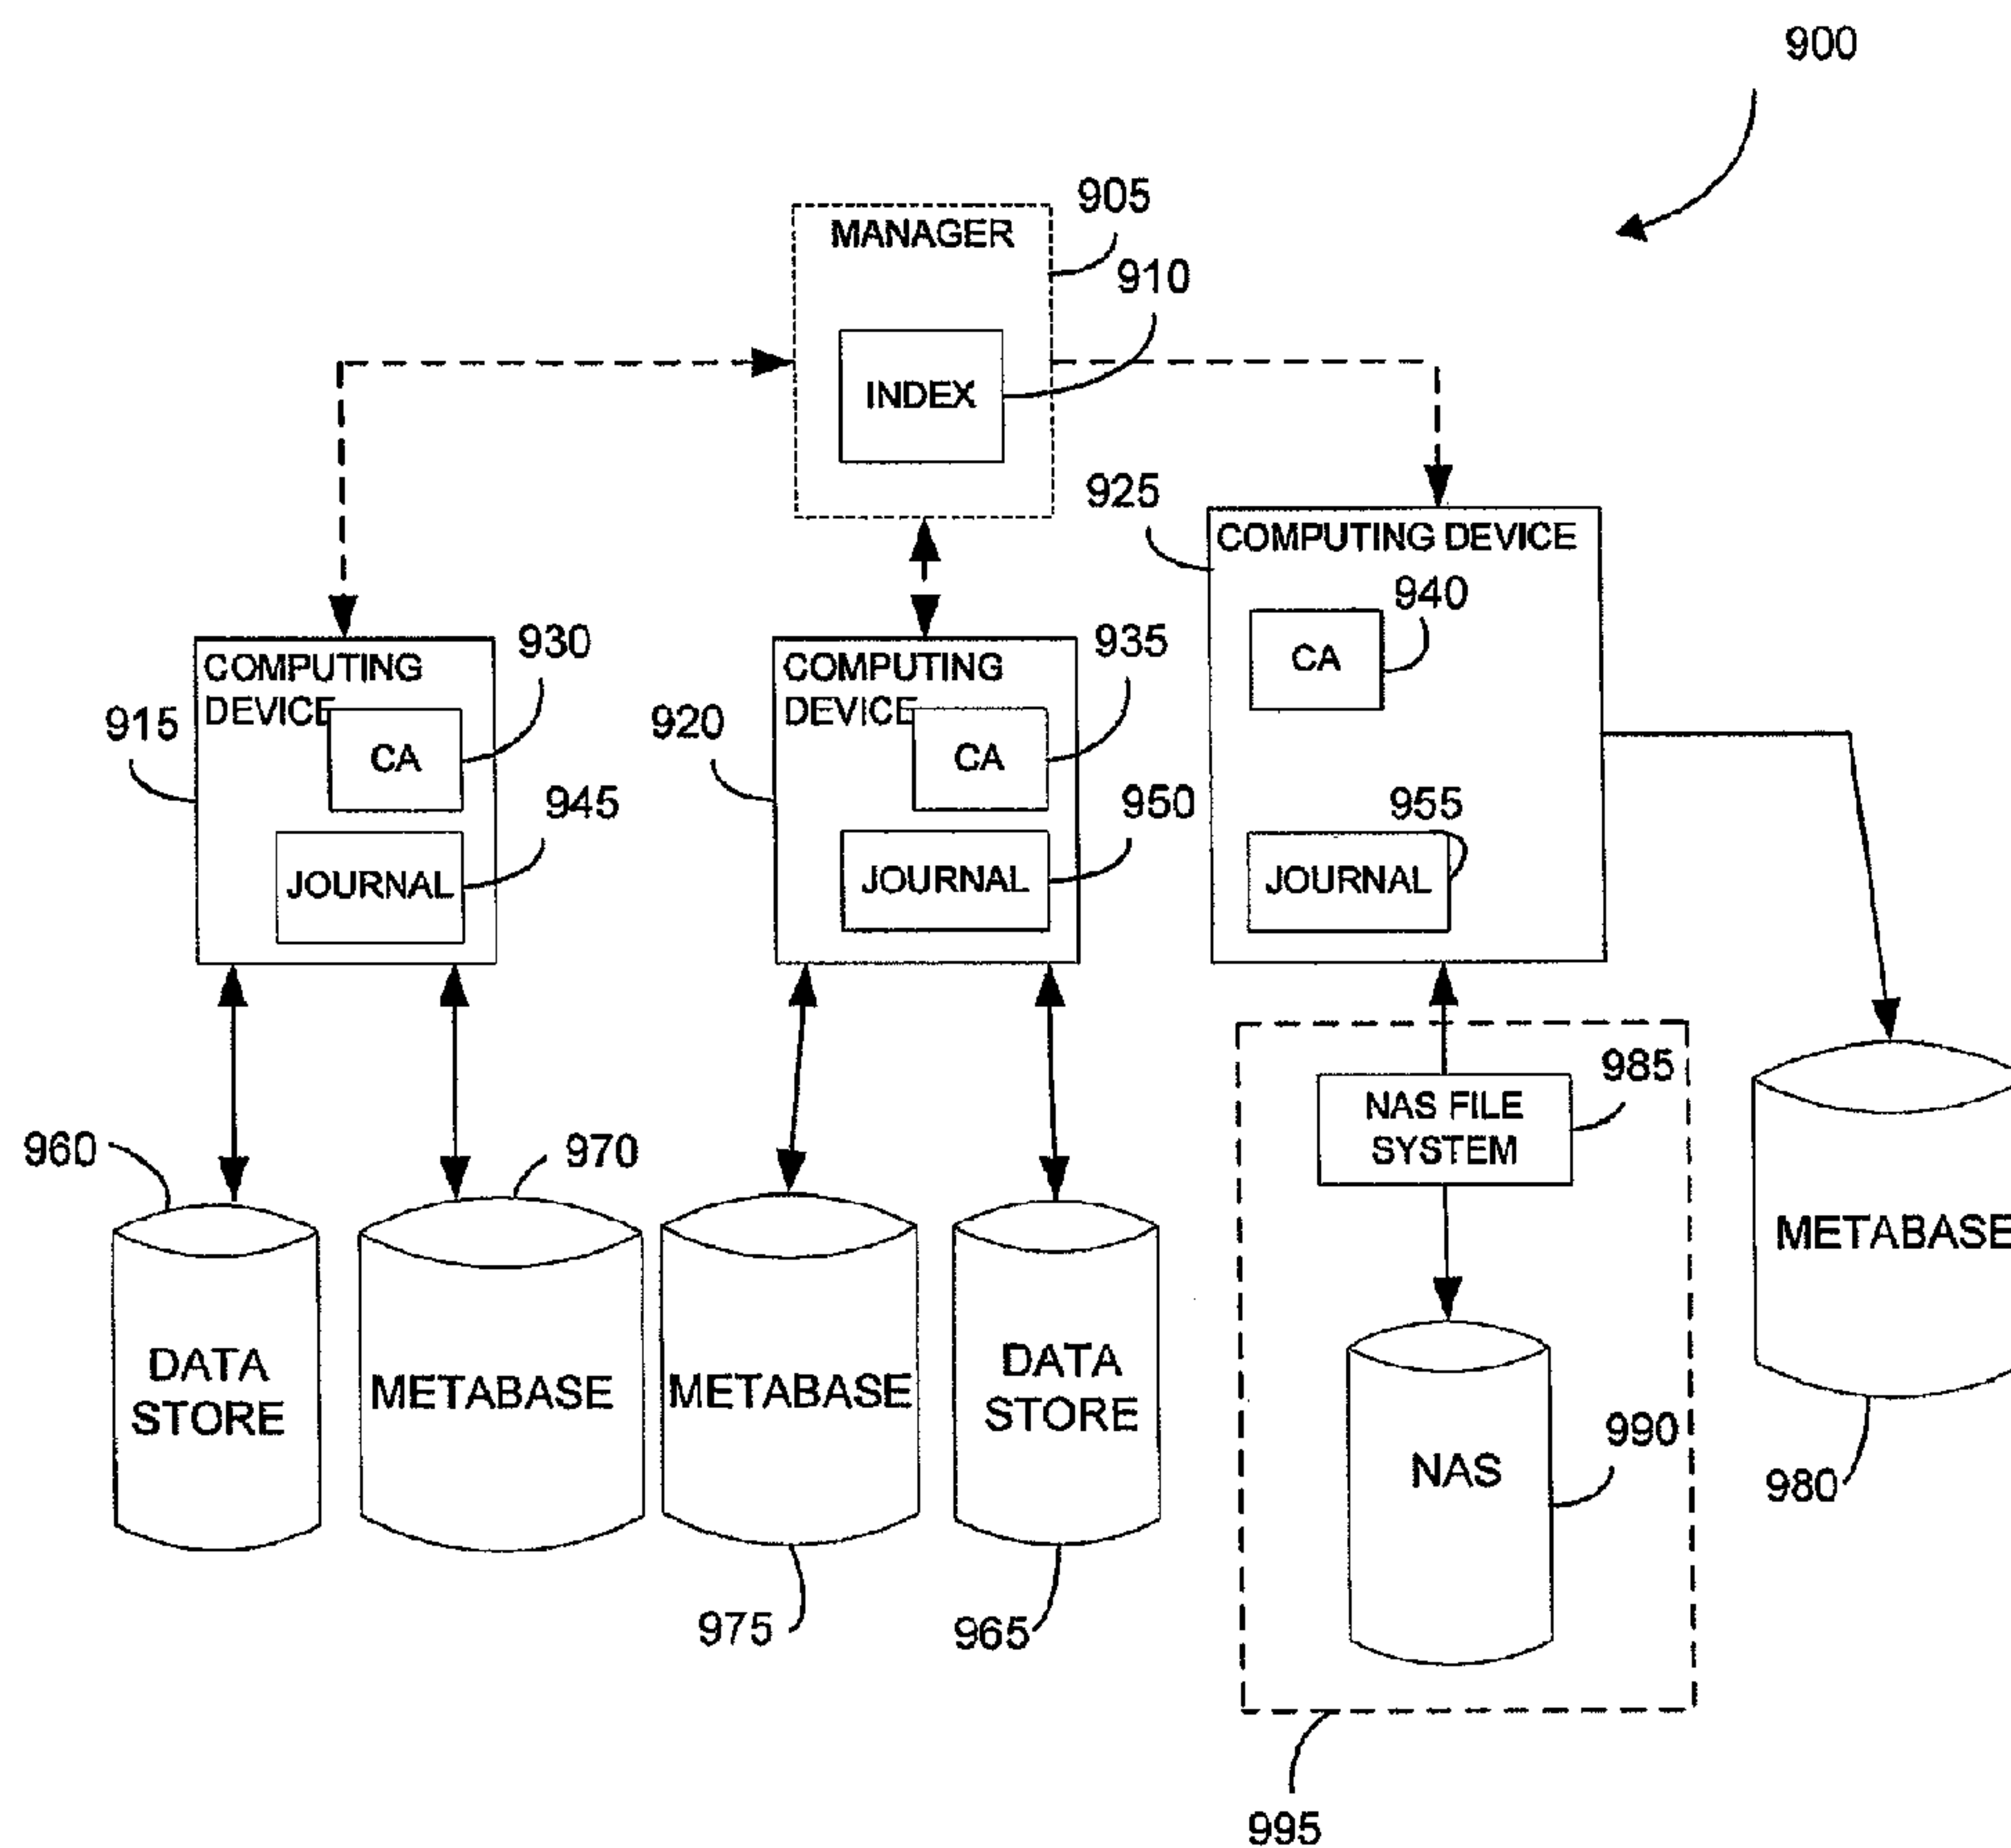 900
905
MANAGER
910
INDEX
925
COMPUTING DEVICE
940
CA
930
COMPUTING
DEVICE
915
CA
945
JOURNAL
935
COMPUTING
DEVICE
920
CA
950
JOURNAL
955
JOURNAL
985
NAS FILE
SYSTEM
960
970
METABASE
DATA
STORE
METABASE
METABASE
DATA
STORE
990
NAS
980
975
965
995